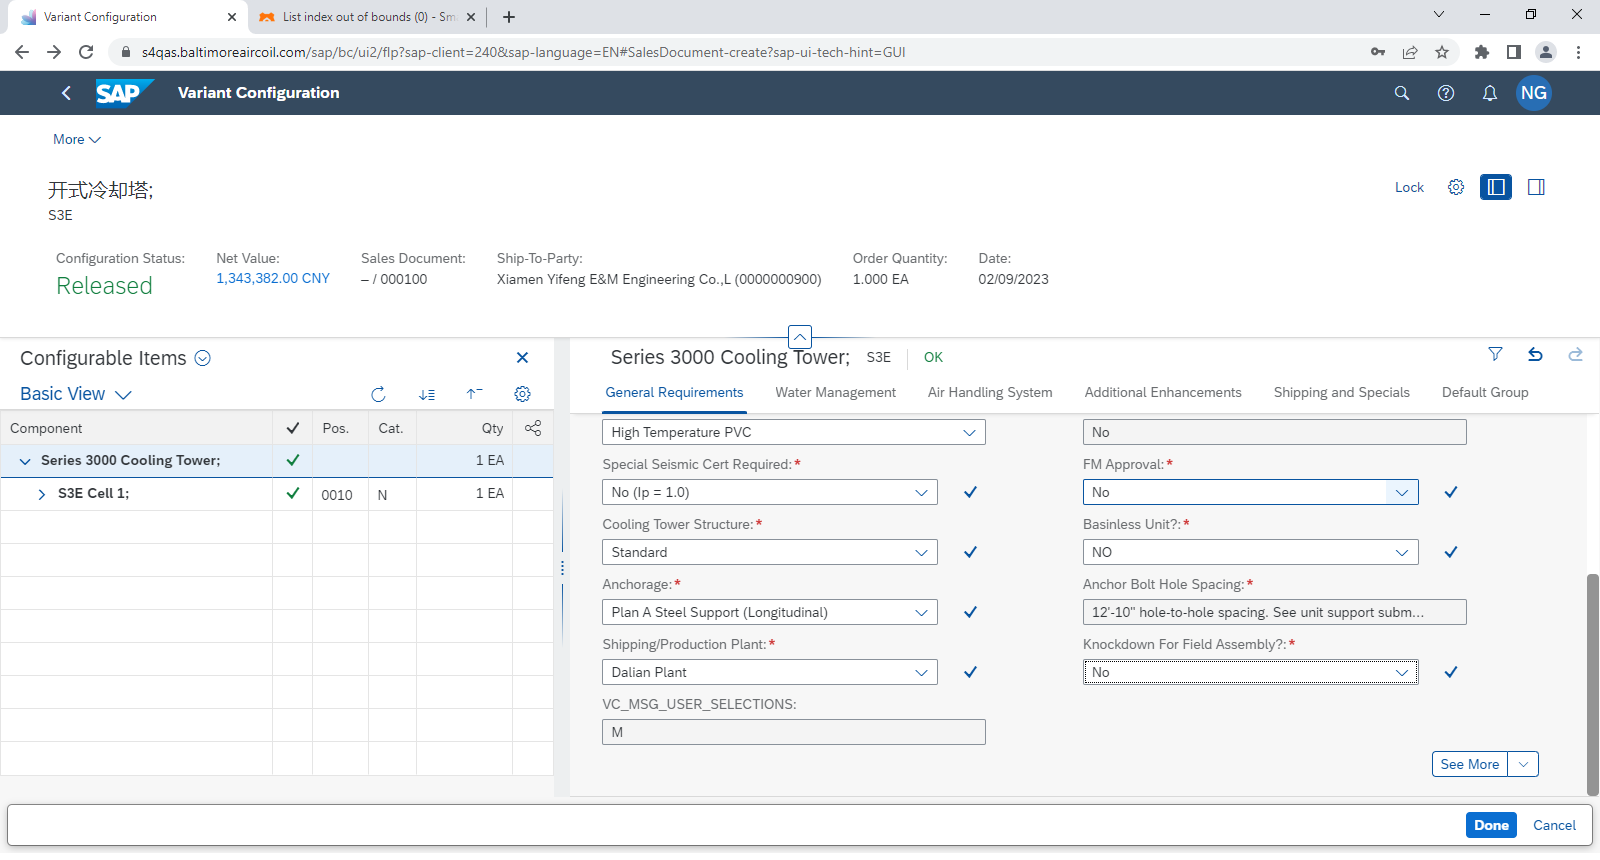 Variant Configuration
List index out of bounds (0) - Sm
s4qas.baltimoreaircoil.com/sap/bc/ui2/flp?sap-client=240&sap-language=EN#SalesDocument-create?sap-ui-tech-hint=GUI
SAP
Variant Configuration
NG
More
开式冷却塔;
S3E
Lock
Configuration Status:
Released
Net Value:
1,343,382.00 CNY
Sales Document:
– / 000100
Ship-To-Party:
Xiamen Yifeng E&M Engineering Co.,L (0000000900)
Order Quantity:
1.000 EA
Date:
02/09/2023
Configurable Items
Basic View
Component Pos. Cat. Qty
Series 3000 Cooling Tower; 1 EA
S3E Cell 1; 0010 N 1 EA
Series 3000 Cooling Tower; S3E OK
General Requirements Water Management Air Handling System Additional Enhancements Shipping and Specials Default Group
High Temperature PVC
No
Special Seismic Cert Required:*
No (Ip = 1.0)
FM Approval:*
No
Cooling Tower Structure:*
Standard
Basinless Unit?:*
NO
Anchorage:*
Plan A Steel Support (Longitudinal)
Anchor Bolt Hole Spacing:*
12'-10" hole-to-hole spacing. See unit support subm...
Shipping/Production Plant:*
Dalian Plant
Knockdown For Field Assembly?:*
No
VC_MSG_USER_SELECTIONS:
M
See More
Done
Cancel